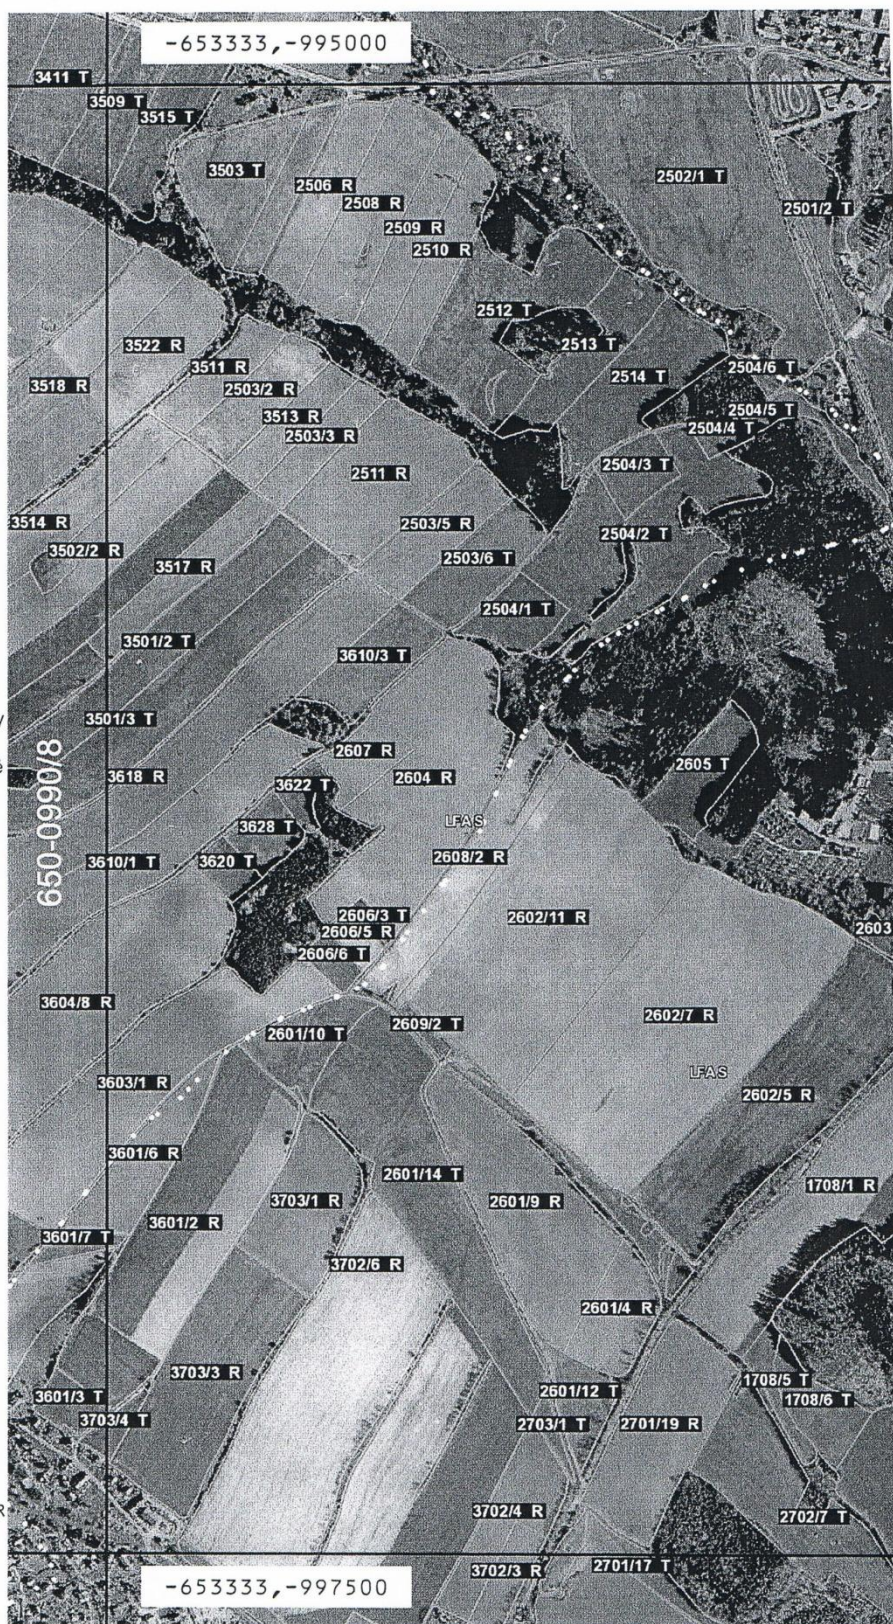 -653333,-995000
3411 T
3509 T
3515 T
3503 T
2506 R
2508 R
2509 R
2510 R
2502/1 T
2501/2 T
2512 T
2513 T
2514 T
3522 R
3511 R
3518 R
2503/2 R
3513 R
2503/3 R
2504/6 T
2504/5 T
2504/4 T
2511 R
2504/3 T
3514 R
2503/5 R
2504/2 T
3502/2 R
3517 R
2503/6 T
2504/1 T
3501/2 T
3610/3 T
3501/3 T
650-0990/8
2607 R
2605 T
3618 R
2604 R
3622 T
LFA S
3628 T
2608/2 R
3610/1 T
3620 T
2606/3 T
2602/11 R
2606/5 R
2603
2606/6 T
3604/8 R
2602/7 R
2609/2 T
2601/10 T
LFA S
3603/1 R
2602/5 R
3601/6 R
2601/14 T
1708/1 R
3703/1 R
2601/9 R
3601/2 R
3601/7 T
3702/6 R
2601/4 R
3703/3 R
1708/5 T
3601/3 T
2601/12 T
1708/6 T
3703/4 T
2703/1 T
2701/19 R
R
3702/4 R
2702/7 T
2701/17 T
3702/3 R
-653333,-997500